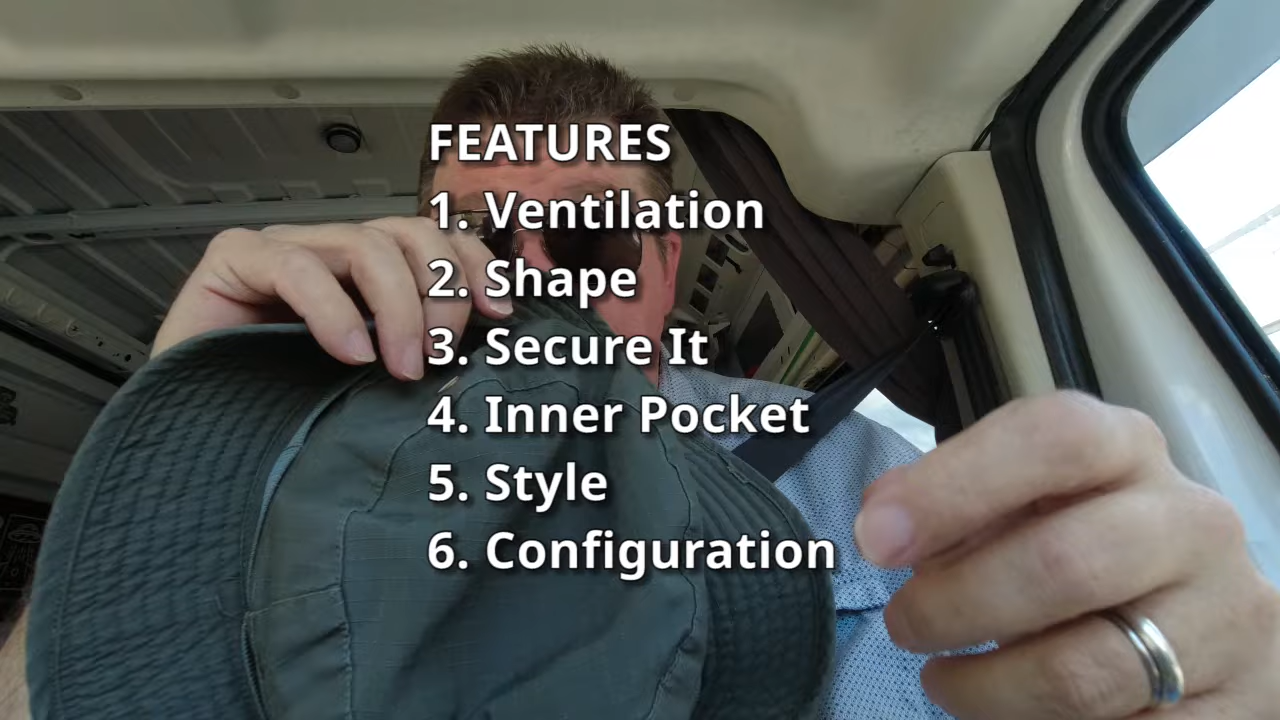 FEATURES
1. Ventilation
2. Shape
3. Secure It
4. Inner Pocket
5. Style
6. Configuration